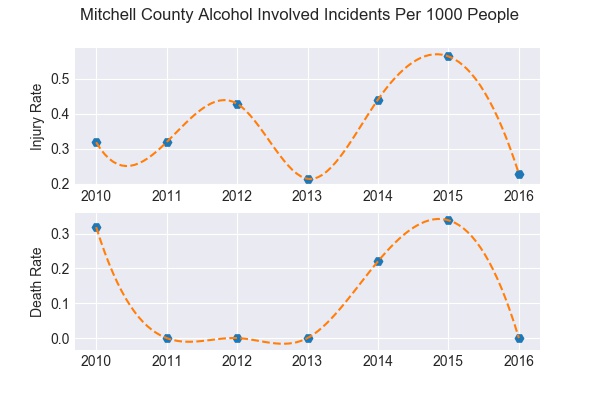 Mitchell County Alcohol Involved Incidents Per 1000 People
Injury Rate
0.5
0.4
0.3
0.2
2010 2011 2012 2013 2014 2015 2016
Death Rate
0.3
0.2
0.1
0.0
2010 2011 2012 2013 2014 2015 2016